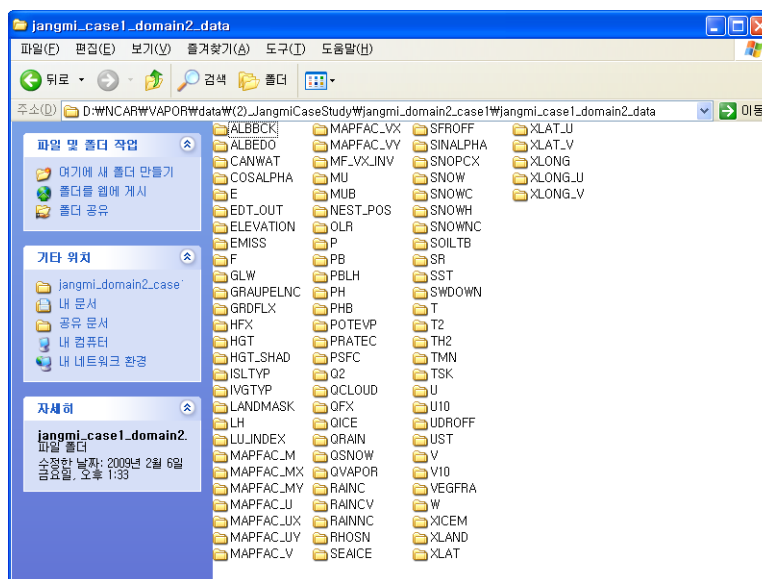 jangmi_case1_domain2_data
파일(F) 편집(E) 보기(V) 즐겨찾기(A) 도구(T) 도움말(H)
뒤로 검색 폴더
주소(D) D:₩NCAR₩VAPOR₩data₩(2)_JangmiCaseStudy₩jangmi_domain2_case1₩jangmi_case1_domain2_data 이동
파일 및 폴더 작업
여기에 새 폴더 만들기
폴더를 웹에 게시
폴더 공유
기타 위치
jangmi_domain2_case
내 문서
공유 문서
내 컴퓨터
내 네트워크 환경
자세히
jangmi_case1_domain2.
파일 폴더
수정한 날짜: 2009년 2월 6일
금요일, 오후 1:33
ALBBCK
ALBEDO
CANWAT
COSALPHA
E
EDT_OUT
ELEVATION
EMISS
F
GLW
GRAUPELNC
GRDFLX
HFX
HGT
HGT_SHAD
ISLTYP
IVGTYP
LANDMASK
LH
LU_INDEX
MAPFAC_M
MAPFAC_MX
MAPFAC_MY
MAPFAC_U
MAPFAC_UX
MAPFAC_UY
MAPFAC_V
MAPFAC_VX
MAPFAC_VY
MF_VX_INV
MU
MUB
NEST_POS
OLR
P
PB
PBLH
PH
PHB
POTEVP
PRATEC
PSFC
Q2
QCLOUD
QFX
QICE
QRAIN
QSNOW
QVAPOR
RAINC
RAINCV
RAINNC
RHOSN
SEAICE
SFROFF
SINALPHA
SNOPCX
SNOW
SNOWC
SNOWH
SNOWNC
SOILTB
SR
SST
SWDOWN
T
T2
TH2
TMN
TSK
U
U10
UDROFF
UST
V
V10
VEGFRA
W
XICEM
XLAND
XLAT
XLAT_U
XLAT_V
XLONG
XLONG_U
XLONG_V